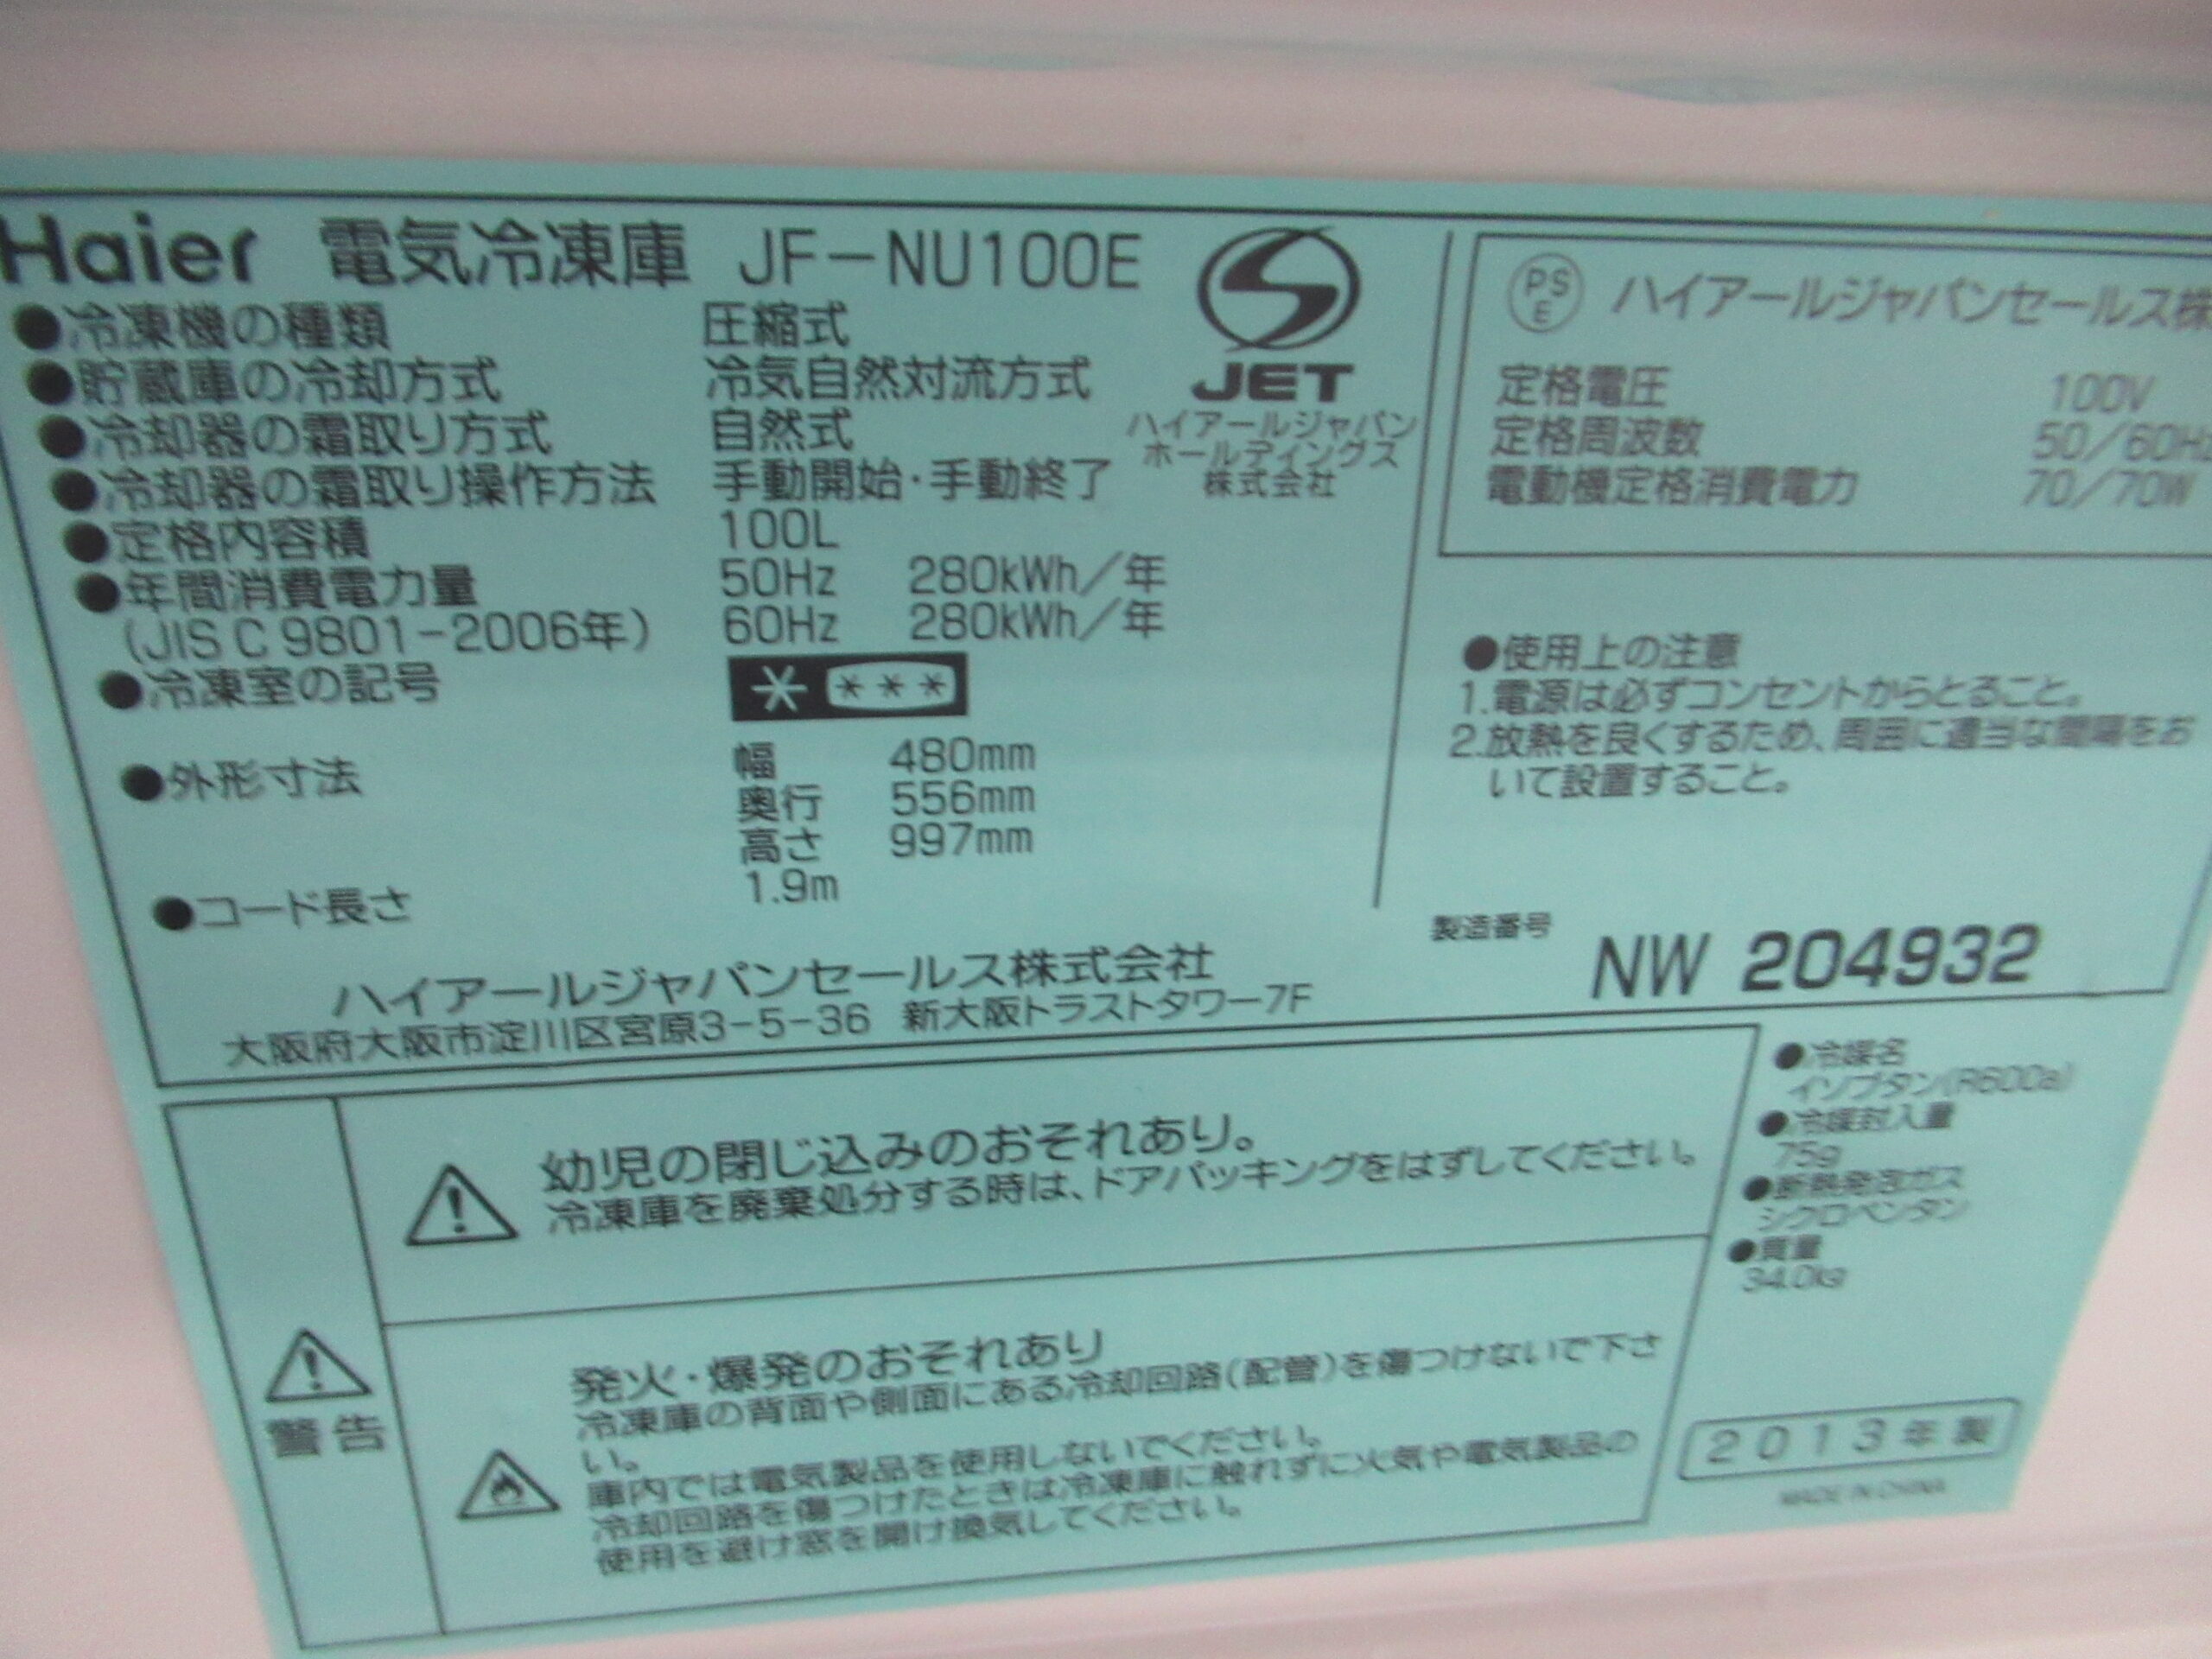 Haier 電気冷凍庫 JF-NU100E
●冷凍機の種類 圧縮式
●貯蔵庫の冷却方式 冷気自然対流方式
●冷却器の霜取り方式 自然式
●冷却器の霜取り操作方法 手動開始・手動終了
●定格内容積 100L
●年間消費電力量 50Hz 280kWh/年
(JIS C 9801-2006年) 60Hz 280kWh/年
●冷凍室の記号 * ***
●外形寸法 幅 480mm
奥行 556mm
高さ 997mm
●コード長さ 1.9m
ハイアールジャパンセールス株式会社
大阪府大阪市淀川区宮原3-5-36 新大阪トラストタワー7F
JET
ハイアールジャパン
ホールディングス
株式会社
PSE ハイアールジャパンセールス株
定格電圧 100V
定格周波数 50/60Hz
電動機定格消費電力 70/70W
●使用上の注意
1.電源は必ずコンセントからとること。
2.放熱を良くするため、周囲に適当な間隔をお
いて設置すること。
製造番号 NW 204932
警告
幼児の閉じ込みのおそれあり。
冷凍庫を廃棄処分する時は、ドアパッキングをはずしてください。
発火・爆発のおそれあり
冷凍庫の背面や側面にある冷却回路(配管)を傷つけないで下さ
い。
庫内では電気製品を使用しないでください。
冷却回路を傷つけたときは冷凍庫に触れずに火気や電気製品の
使用を避け窓を開け換気してください。
●冷媒名
イソブタン(R600a)
●冷媒封入量
75g
●断熱発泡ガス
シクロペンタン
●質量
34.0kg
2013年製
MADE IN CHINA